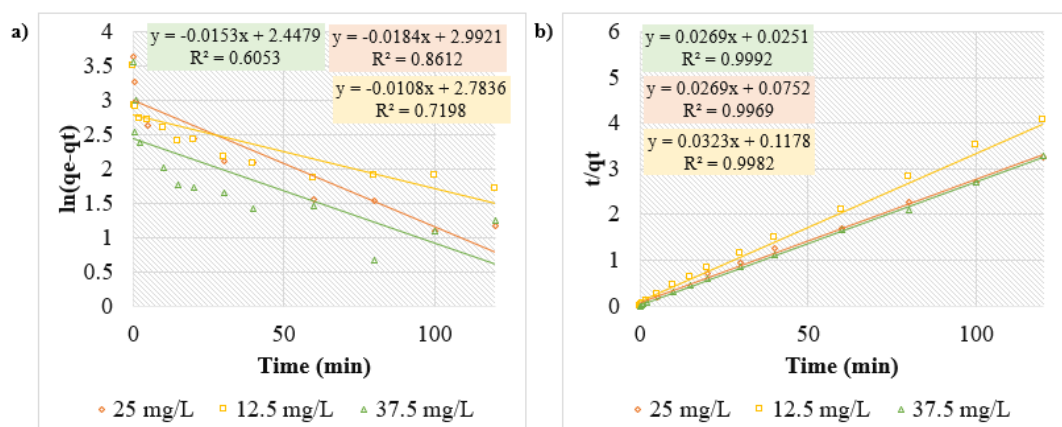 a)
y = -0.0153x + 2.4479
R² = 0.6053
y = -0.0184x + 2.9921
R² = 0.8612
y = -0.0108x + 2.7836
R² = 0.7198
ln(qe-qt)
4
3.5
3
2.5
2
1.5
1
0.5
0
0
50
100
Time (min)
25 mg/L
12.5 mg/L
37.5 mg/L
b)
y = 0.0269x + 0.0251
R² = 0.9992
y = 0.0269x + 0.0752
R² = 0.9969
y = 0.0323x + 0.1178
R² = 0.9982
t/qt
6
5
4
3
2
1
0
0
50
100
Time (min)
25 mg/L
12.5 mg/L
37.5 mg/L